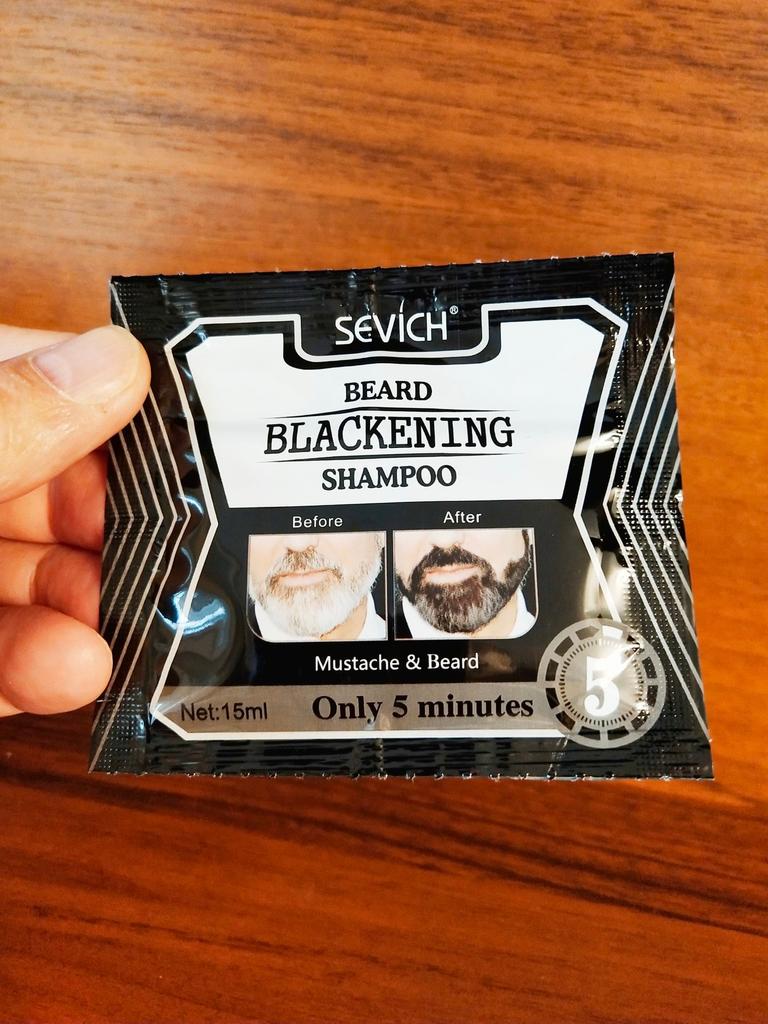 SEVICH®
BEARD
BLACKENING
SHAMPOO
Before After
Mustache & Beard
Net:15ml Only 5 minutes 5